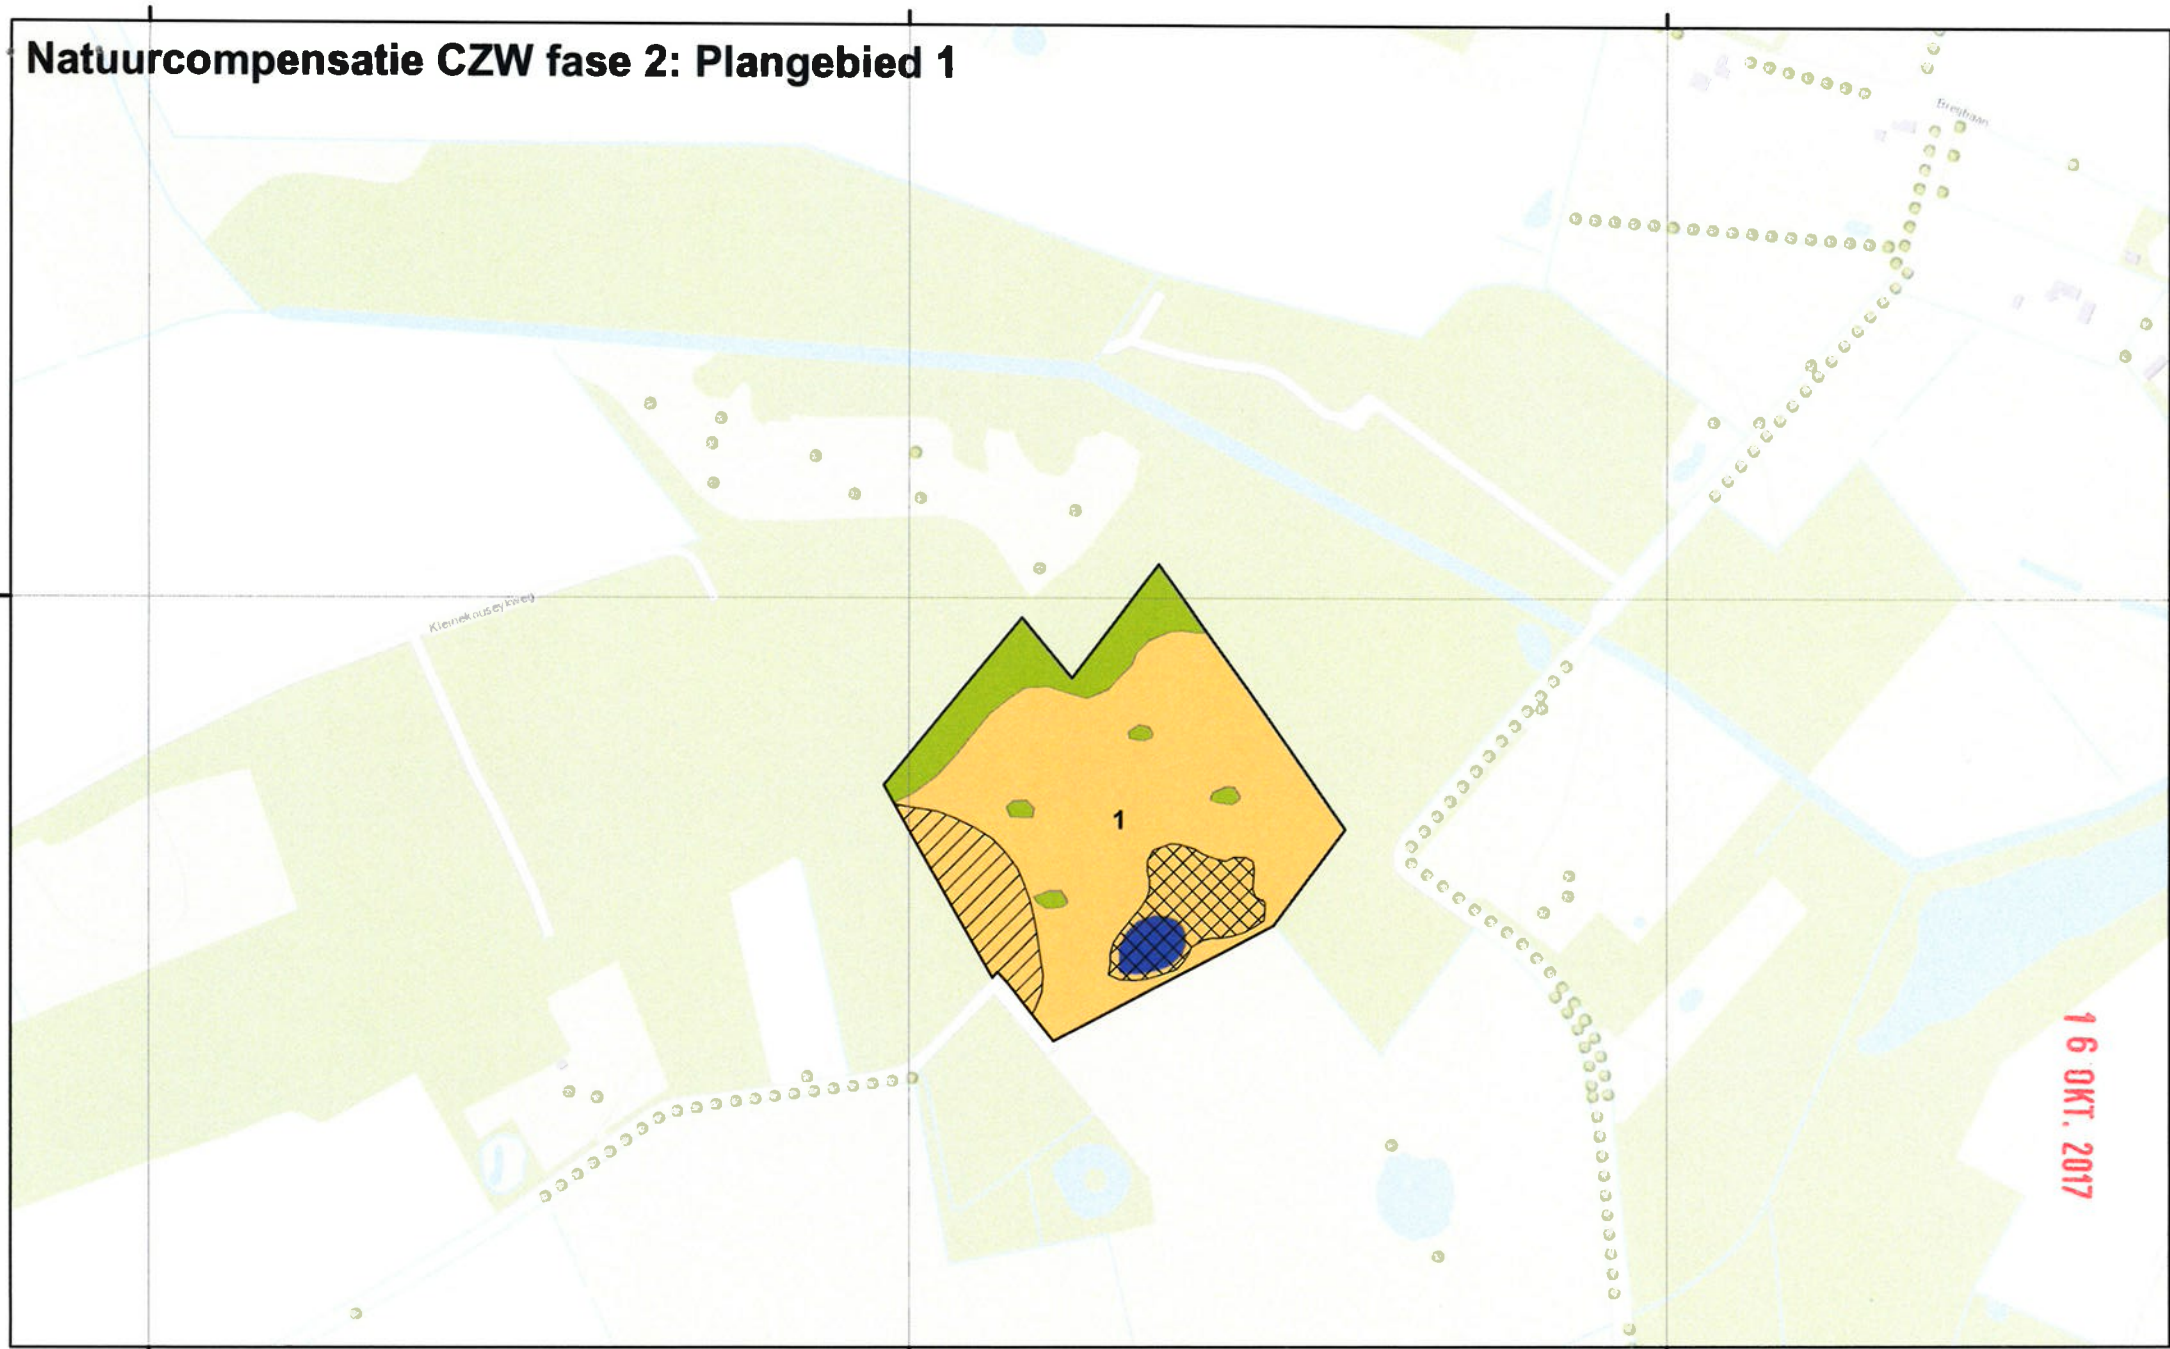 Natuurcompensatie CZW fase 2: Plangebied 1
Kleinekouseykweg
1
16 OKT. 2017